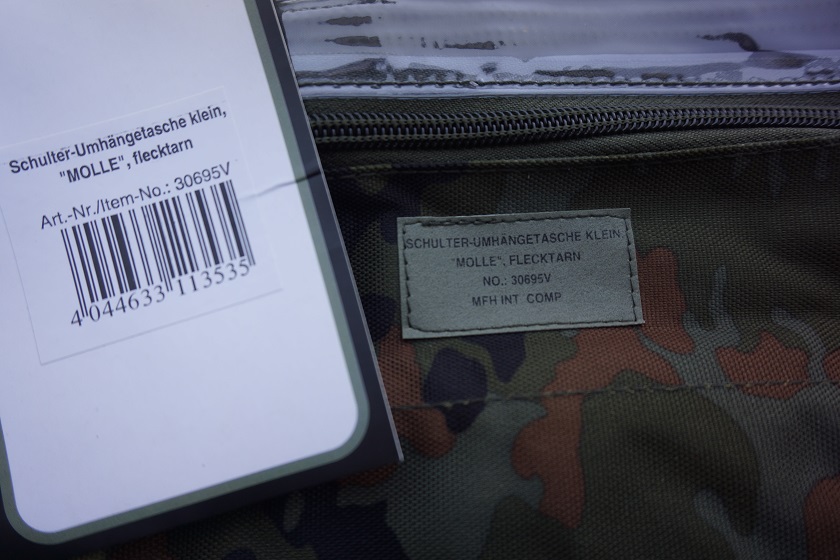 Schulter-Umhängetasche klein,
"MOLLE", flecktarn
Art.-Nr./Item-No.: 30695V
4 044633 113535
SCHULTER-UMHÄNGETASCHE KLEIN
"MOLLE", FLECKTARN
NO.: 30695V
MFH INT COMP